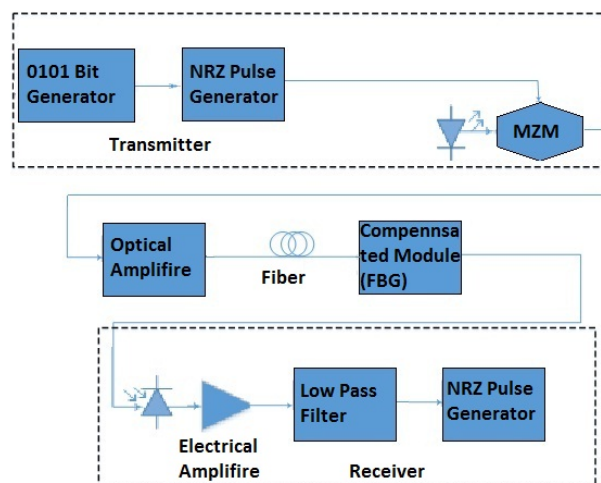 0101 Bit
Generator
NRZ Pulse
Generator
MZM
Transmitter
Optical
Amplifire
Fiber
Compennsa
ted Module
(FBG)
Low Pass
Filter
NRZ Pulse
Generator
Electrical
Amplifire
Receiver